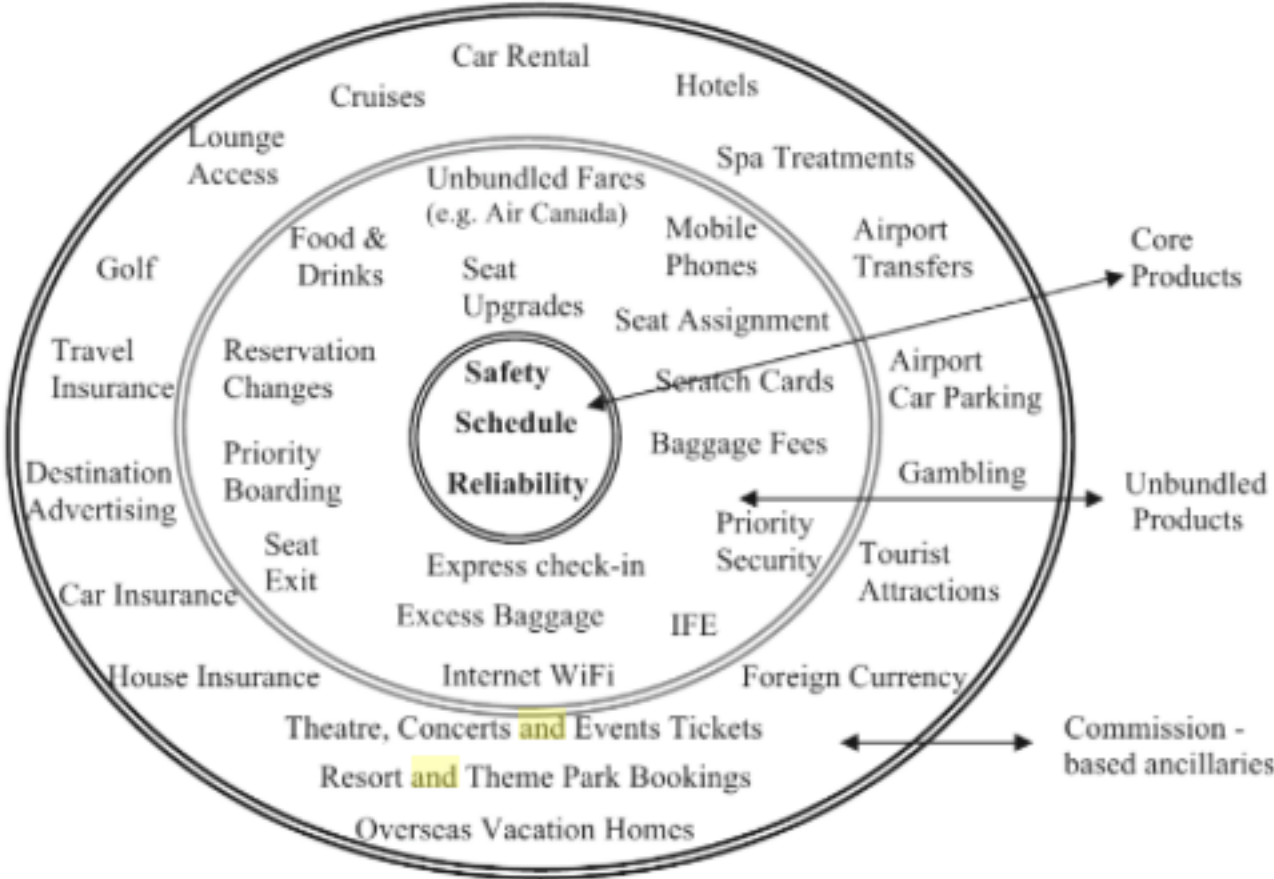 Car Rental
Cruises
Hotels
Lounge
Access
Spa Treatments
Unbundled Fares
(e.g. Air Canada)
Food &
Drinks
Mobile
Phones
Airport
Transfers
Core
Products
Golf
Seat
Upgrades
Seat Assignment
Travel
Insurance
Reservation
Changes
Safety
Schedule
Reliability
Scratch Cards
Airport
Car Parking
Baggage Fees
Destination
Advertising
Priority
Boarding
Gambling
Unbundled
Products
Priority
Security
Seat
Exit
Express check-in
Tourist
Attractions
Car Insurance
Excess Baggage
IFE
House Insurance
Internet WiFi
Foreign Currency
Theatre, Concerts and Events Tickets
Commission -
based ancillaries
Resort and Theme Park Bookings
Overseas Vacation Homes